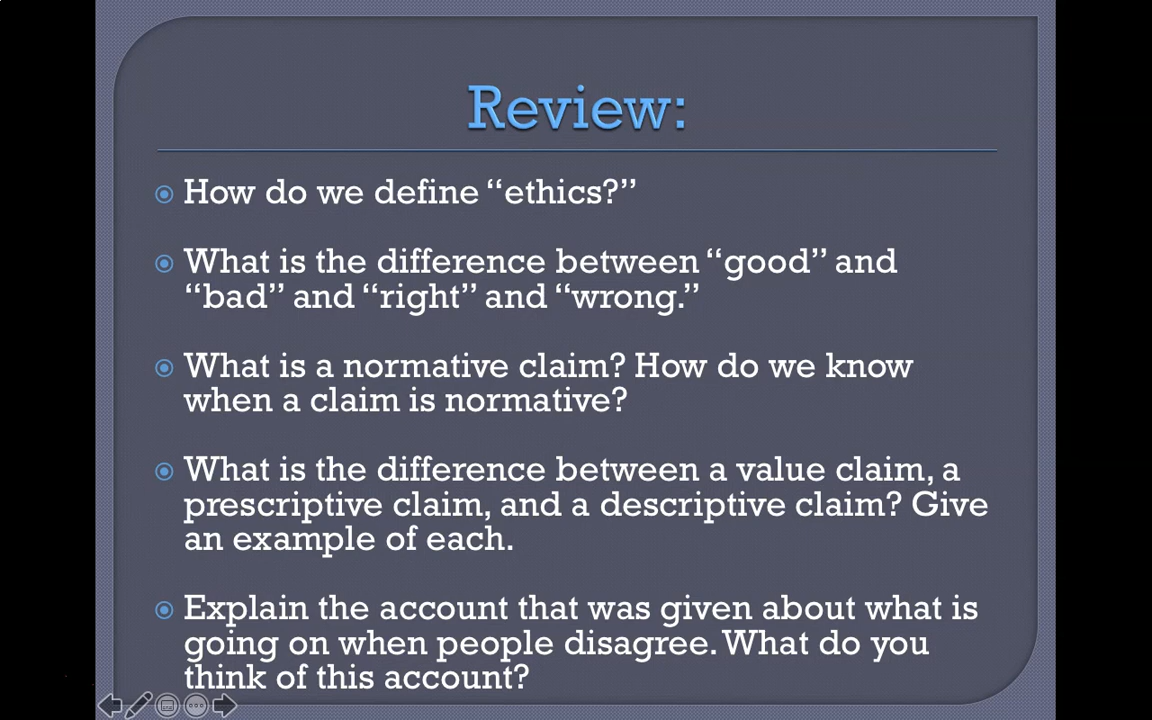 Review:
How do we define “ethics?”
What is the difference between “good” and
“bad” and “right” and “wrong.”
What is a normative claim? How do we know
when a claim is normative?
What is the difference between a value claim, a
prescriptive claim, and a descriptive claim? Give
an example of each.
Explain the account that was given about what is
going on when people disagree. What do you
think of this account?